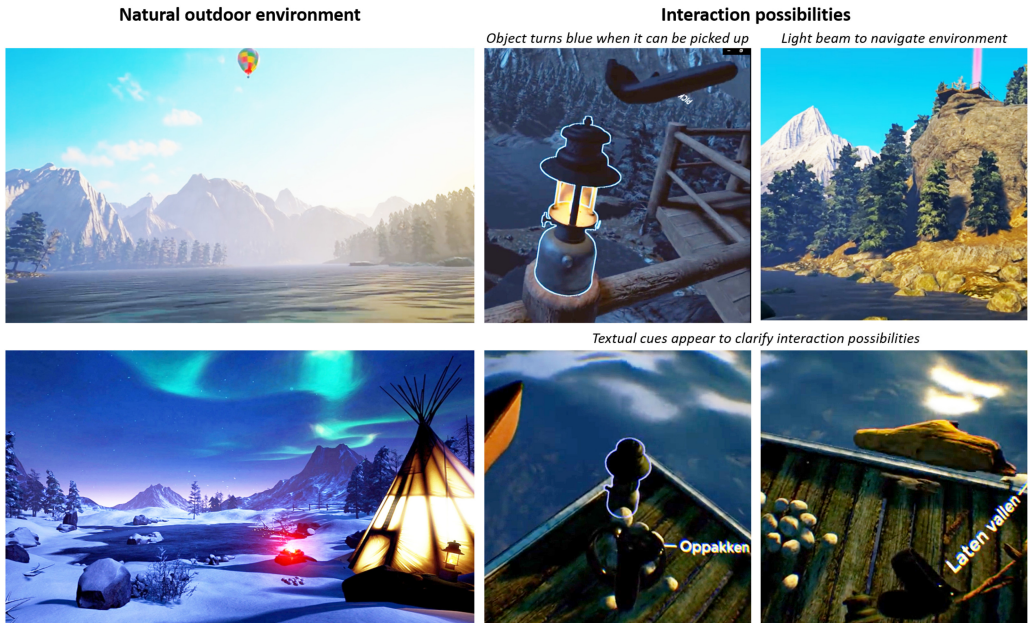 Natural outdoor environment
Interaction possibilities
Object turns blue when it can be picked up
Light beam to navigate environment
Textual cues appear to clarify interaction possibilities
Oppakken
Laten vallen